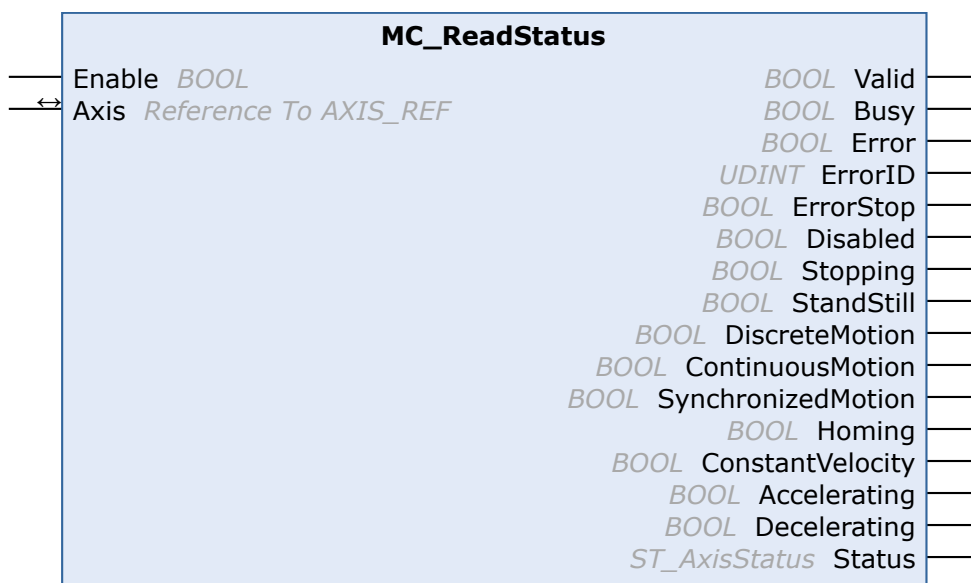 MC_ReadStatus
Enable BOOL BOOL Valid
↔ Axis Reference To AXIS_REF BOOL Busy
BOOL Error
UDINT ErrorID
BOOL ErrorStop
BOOL Disabled
BOOL Stopping
BOOL StandStill
BOOL DiscreteMotion
BOOL ContinuousMotion
BOOL SynchronizedMotion
BOOL Homing
BOOL ConstantVelocity
BOOL Accelerating
BOOL Decelerating
ST_AxisStatus Status